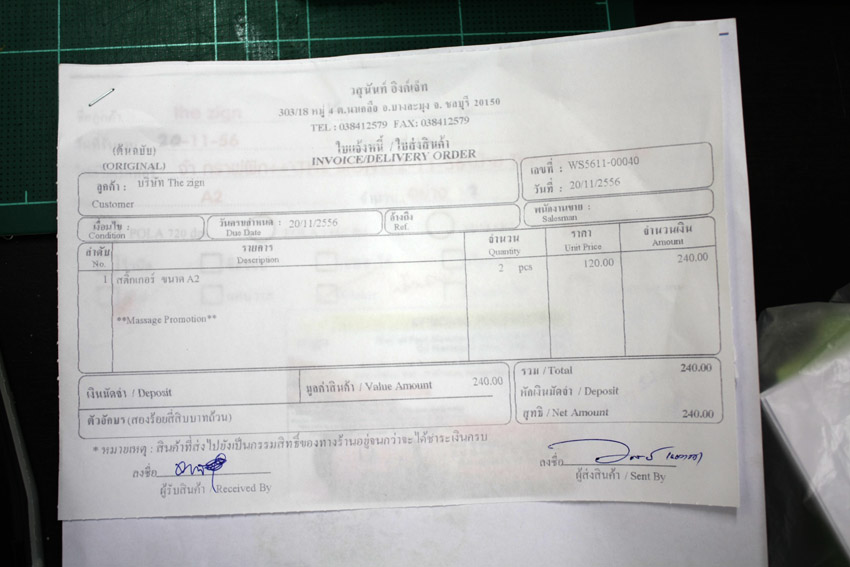 วสุนันท์ อิงค์เจ็ท
303/18 หมู่ 4 ต.หนองปลาไหล อ.บางละมุง จ. ชลบุรี 20150
TEL : 038412579 FAX: 038412579
ใบแจ้งหนี้ / ใบส่งสินค้า
INVOICE/DELIVERY ORDER
(ต้นฉบับ)
(ORIGINAL)
เลขที่ : WS5611-00040
วันที่ : 20/11/2556
ลูกค้า : บริษัท The zign
Customer
พนักงานขาย :
Salesman
เงื่อนไข :
Condition
วันครบกำหนด : 20/11/2556
Due Date
อ้างถึง
Ref.
ลำดับ รายการ จำนวน ราคา จำนวนเงิน
No. Description Quantity Unit Price Amount
1 สติ๊กเกอร์ ขนาด A2 2 pcs 120.00 240.00
**Massage Promotion**
เงินมัดจำ / Deposit มูลค่าสินค้า / Value Amount 240.00
ตัวอักษร (สองร้อยสี่สิบบาทถ้วน)
รวม / Total 240.00
หักเงินมัดจำ / Deposit
สุทธิ / Net Amount 240.00
* หมายเหตุ : สินค้าที่ส่งไปยังเป็นกรรมสิทธิ์ของทางร้านอยู่จนกว่าจะได้ชำระเงินครบ
ลงชื่อ
ผู้รับสินค้า / Received By
ลงชื่อ
ผู้ส่งสินค้า / Sent By
the zign
20-11-56
A2